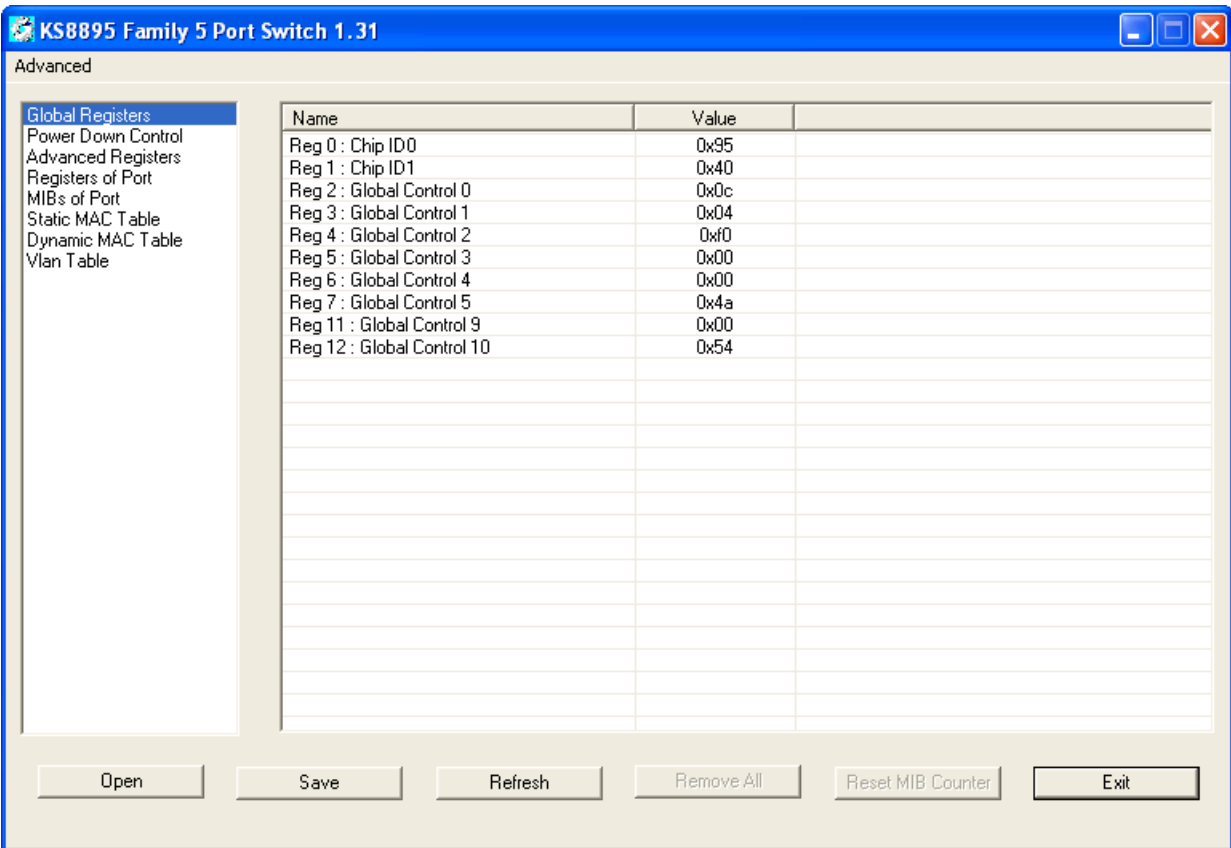 KS8895 Family 5 Port Switch 1.31
Advanced
Global Registers
Power Down Control
Advanced Registers
Registers of Port
MIBs of Port
Static MAC Table
Dynamic MAC Table
Vlan Table
Name Value
Reg 0 : Chip ID0 0x95
Reg 1 : Chip ID1 0x40
Reg 2 : Global Control 0 0x0c
Reg 3 : Global Control 1 0x04
Reg 4 : Global Control 2 0xf0
Reg 5 : Global Control 3 0x00
Reg 6 : Global Control 4 0x00
Reg 7 : Global Control 5 0x4a
Reg 11 : Global Control 9 0x00
Reg 12 : Global Control 10 0x54
Open Save Refresh Remove All Reset MIB Counter Exit